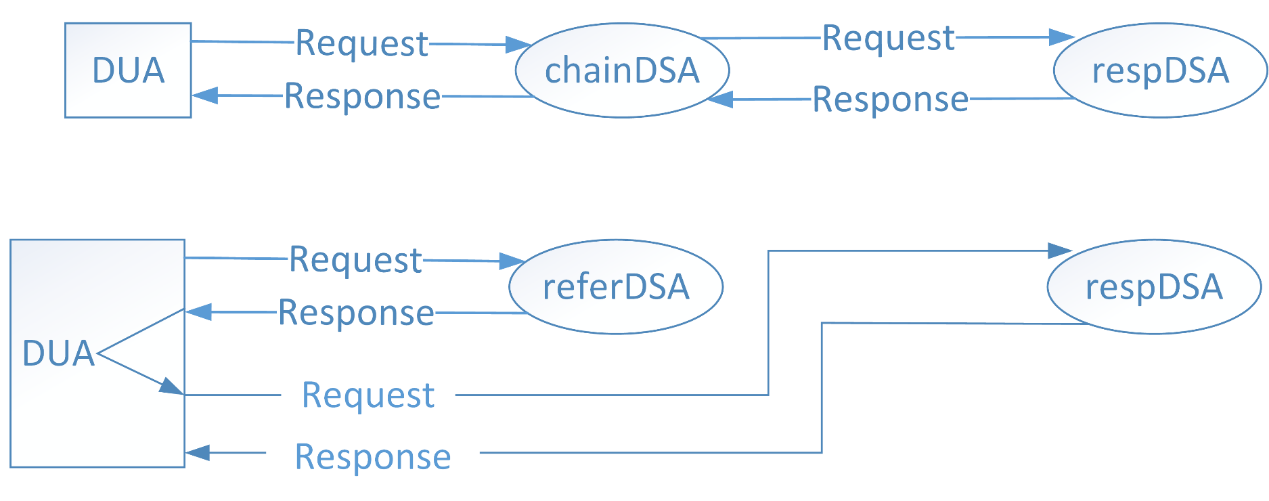 Request
Request
DUA
chainDSA
respDSA
Response
Response
Request
referDSA
respDSA
Response
DUA
Request
Response